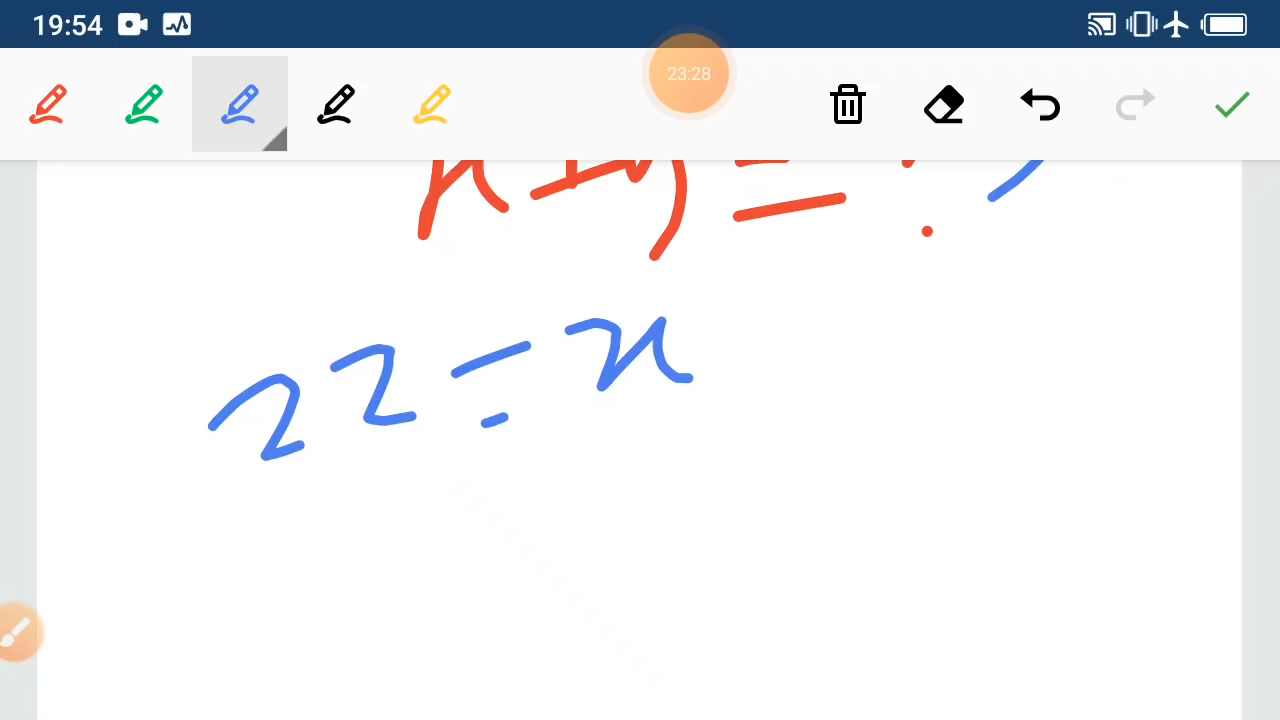 19:54
23:28
x + y = ?
22 = x